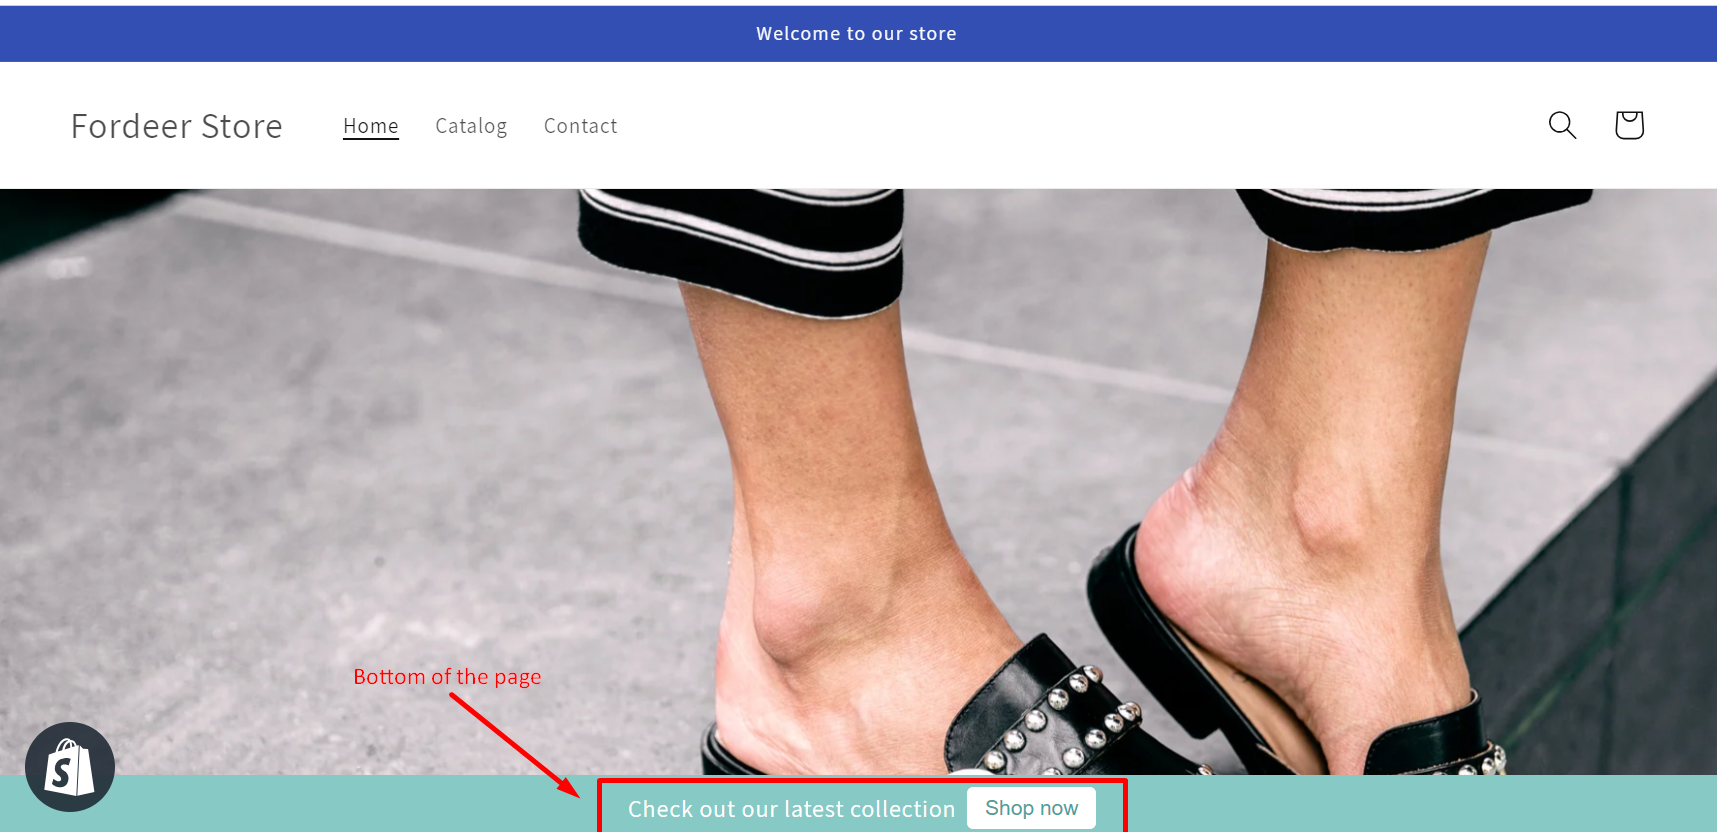 Welcome to our store
Fordeer Store
Home Catalog Contact
Bottom of the page
Check out our latest collection Shop now